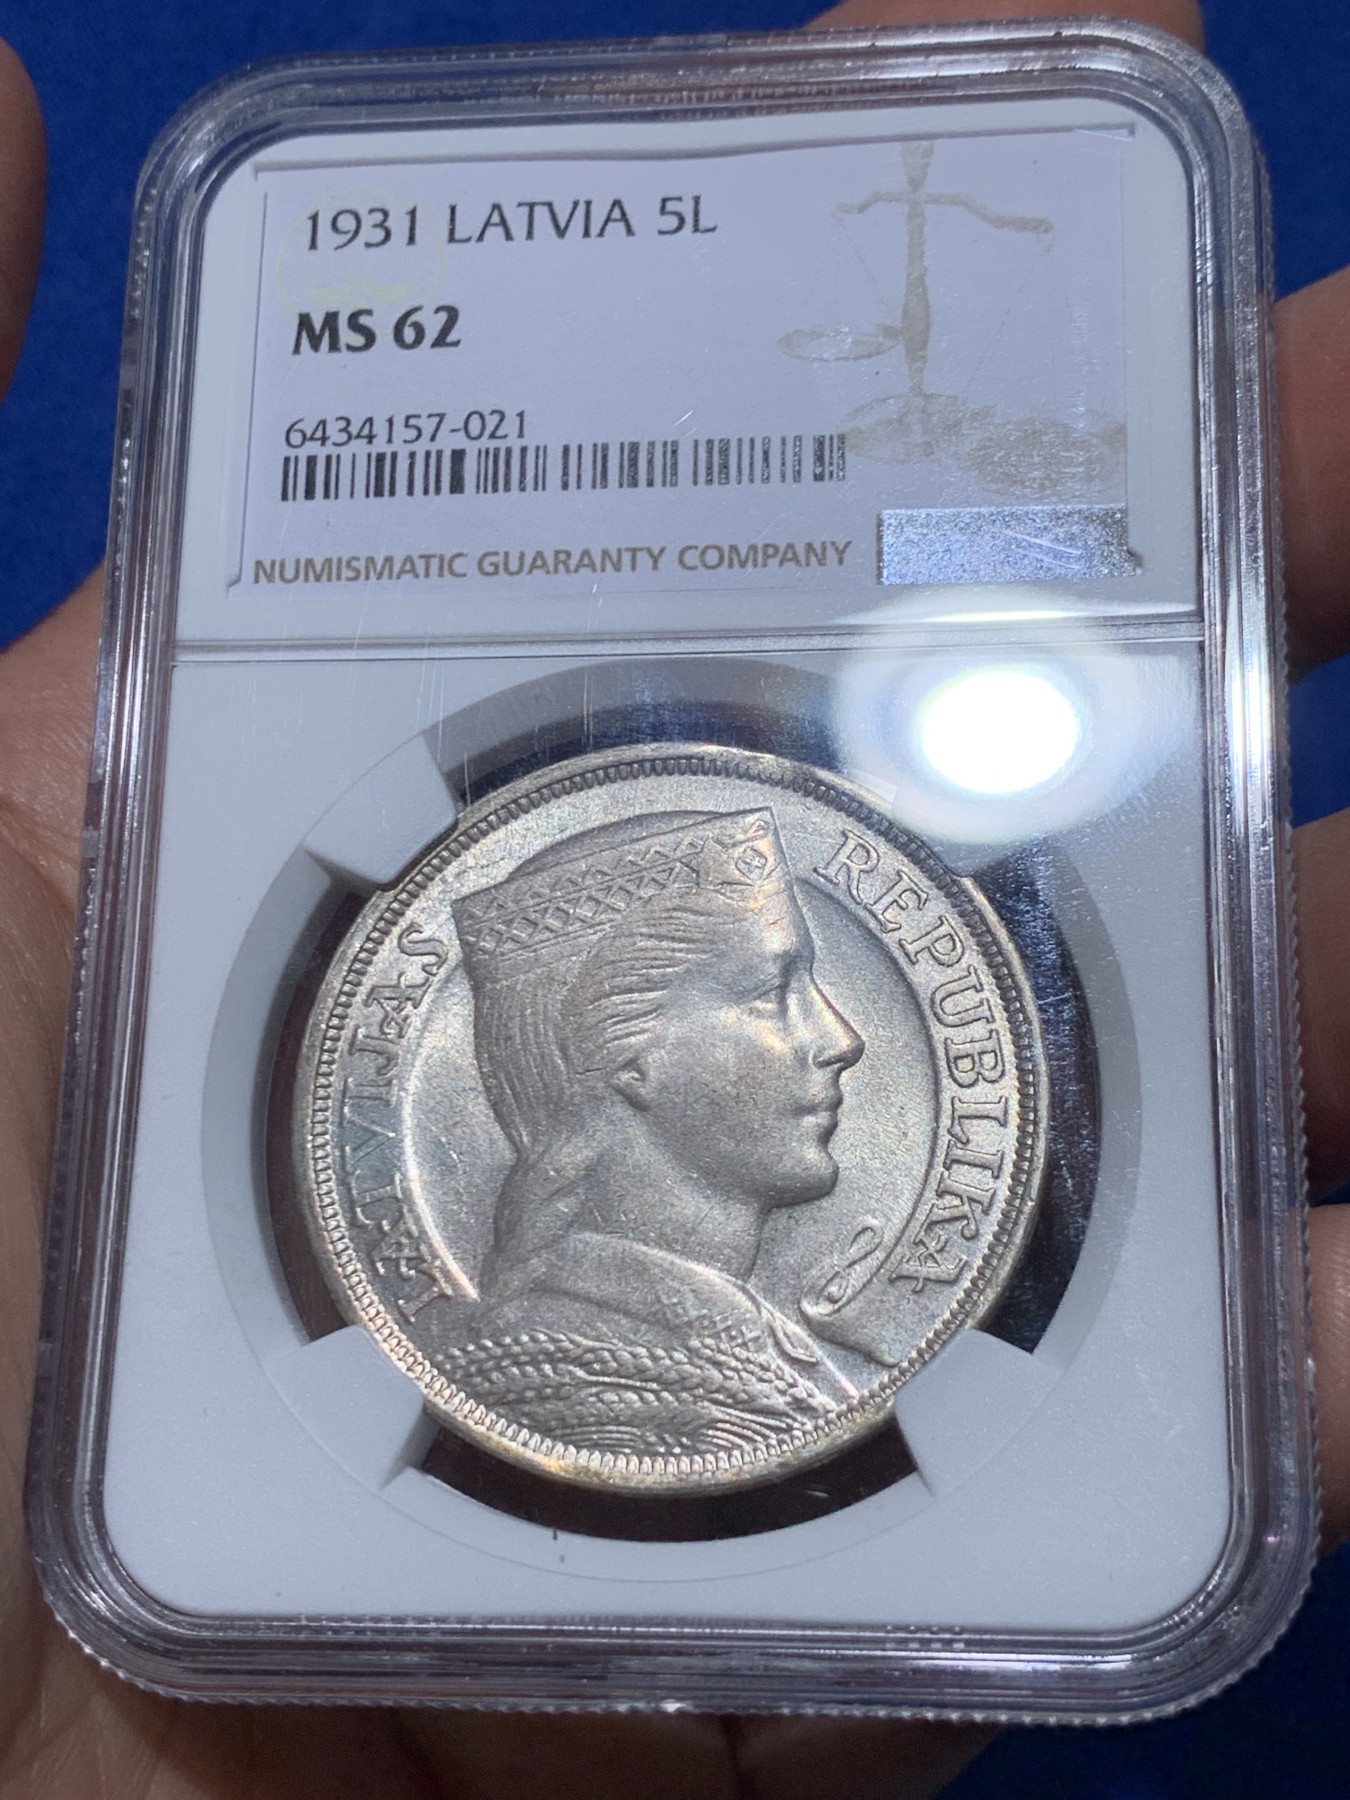 1931 LATVIA 5L
MS 62
6434157-021
NUMISMATIC GUARANTY COMPANY
LATVIJAS REPUBLIKA